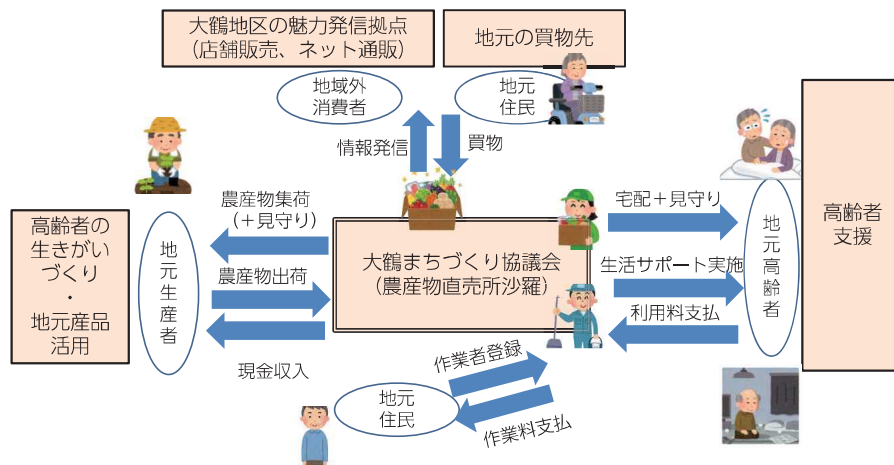 大鶴地区の魅力発信拠点
（店舗販売、ネット通販）
地元の買物先
地域外
消費者
地元
住民
情報発信
買物
農産物集荷
（＋見守り）
宅配＋見守り
高齢者の
生きがい
づくり
・
地元産品
活用
地元生産者
大鶴まちづくり協議会
（農産物直売所沙羅）
地元高齢者
高齢者
支援
農産物出荷
生活サポート実施
利用料支払
現金収入
作業者登録
地元
住民
作業料支払